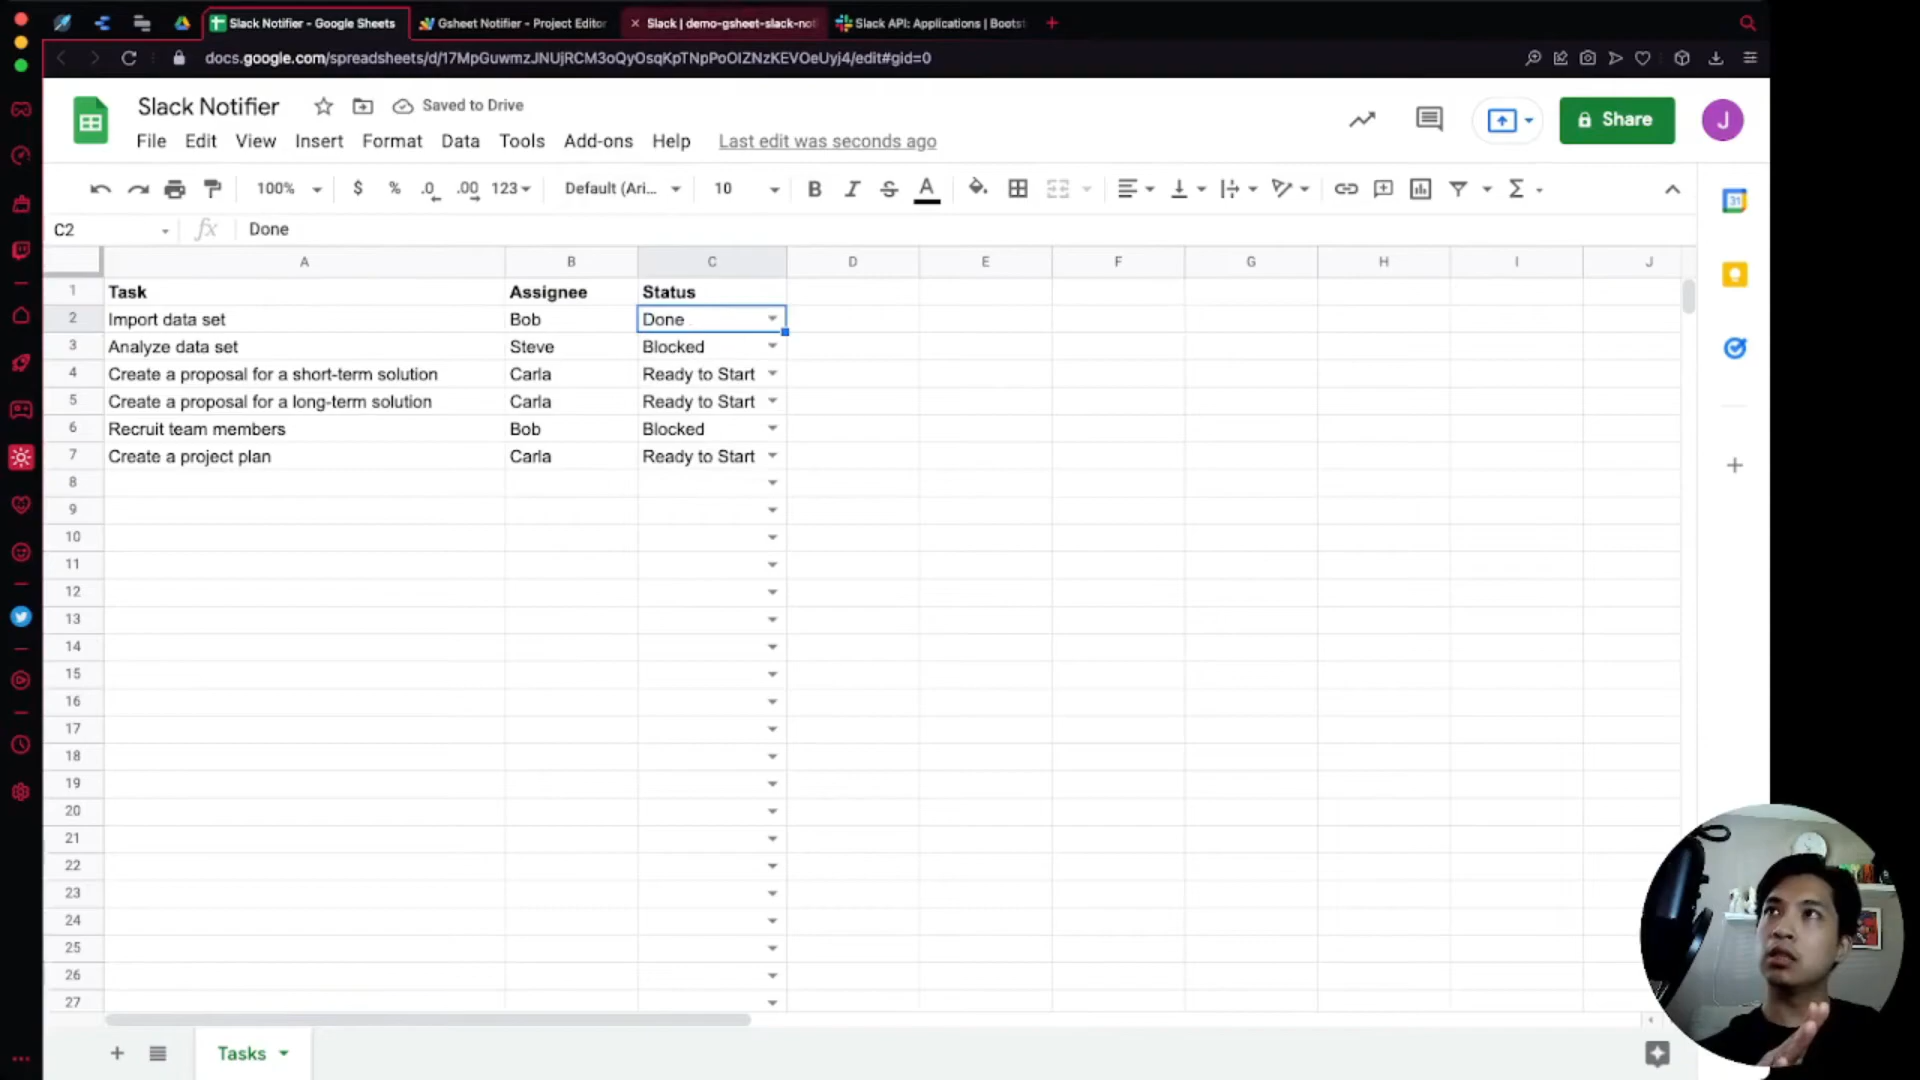 Slack Notifier - Google Sheets
Gsheet Notifier - Project Editor
Slack | demo-gsheet-slack-not
Slack API: Applications | Bootst
docs.google.com/spreadsheets/d/17MpGuwmzJNUjRCM3oQyOsqKpTNpPoOIZNzKEVOeUyj4/edit#gid=0
Slack Notifier
Saved to Drive
Share
J
File Edit View Insert Format Data Tools Add-ons Help Last edit was seconds ago
100% $ % .0 .00 123 Default (Ari... 10 B I S A Σ
31
C2 fx Done
A B C D E F G H I J
1 Task Assignee Status
2 Import data set Bob Done
3 Analyze data set Steve Blocked
4 Create a proposal for a short-term solution Carla Ready to Start
5 Create a proposal for a long-term solution Carla Ready to Start
6 Recruit team members Bob Blocked
7 Create a project plan Carla Ready to Start
8
9
10
11
12
13
14
15
16
17
18
19
20
21
22
23
24
25
26
27
Tasks